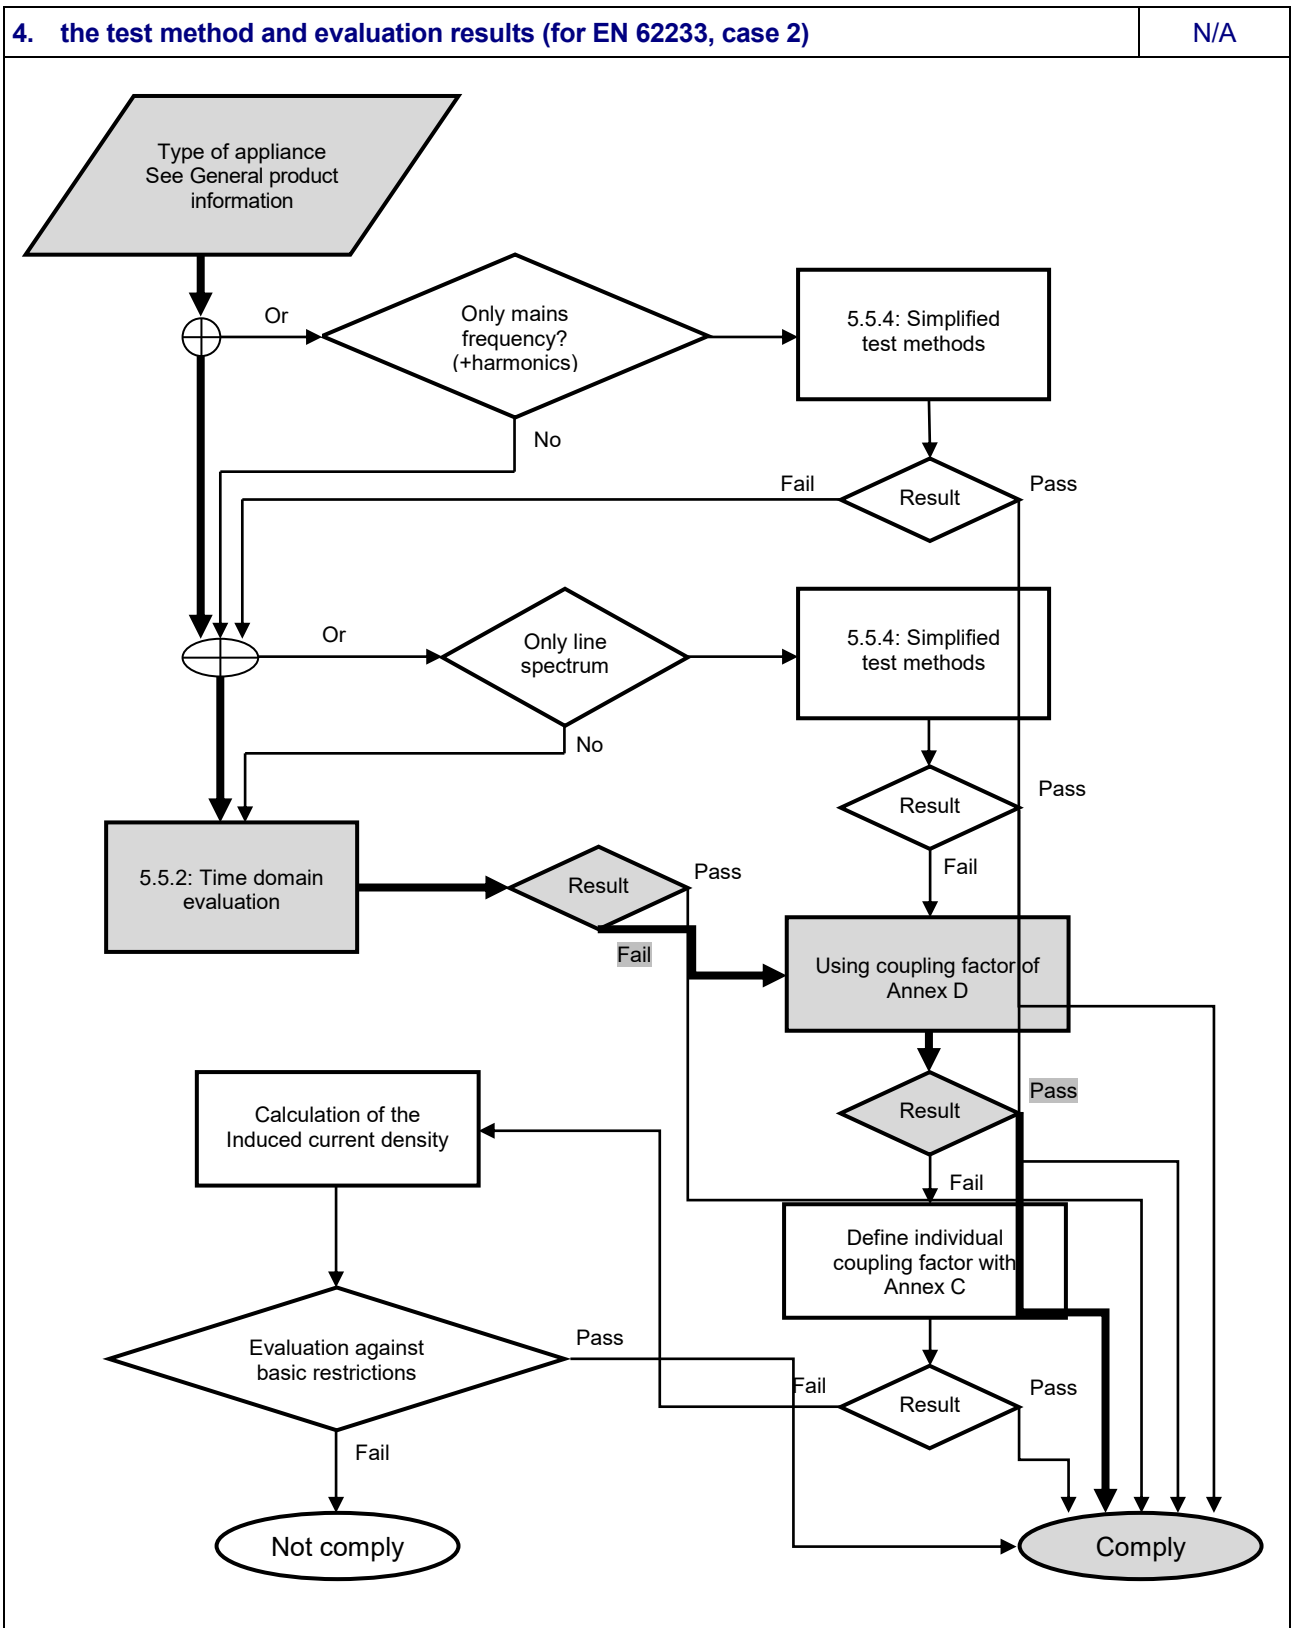 4. the test method and evaluation results (for EN 62233, case 2)
N/A
Type of appliance
See General product
information
Or
Only mains
frequency?
(+harmonics)
5.5.4: Simplified
test methods
No
Fail
Result
Pass
Or
Only line
spectrum
5.5.4: Simplified
test methods
No
Result
Pass
Fail
5.5.2: Time domain
evaluation
Result
Pass
Fail
Using coupling factor of
Annex D
Result
Pass
Fail
Calculation of the
Induced current density
Define individual
coupling factor with
Annex C
Evaluation against
basic restrictions
Pass
Fail
Result
Pass
Fail
Not comply
Comply